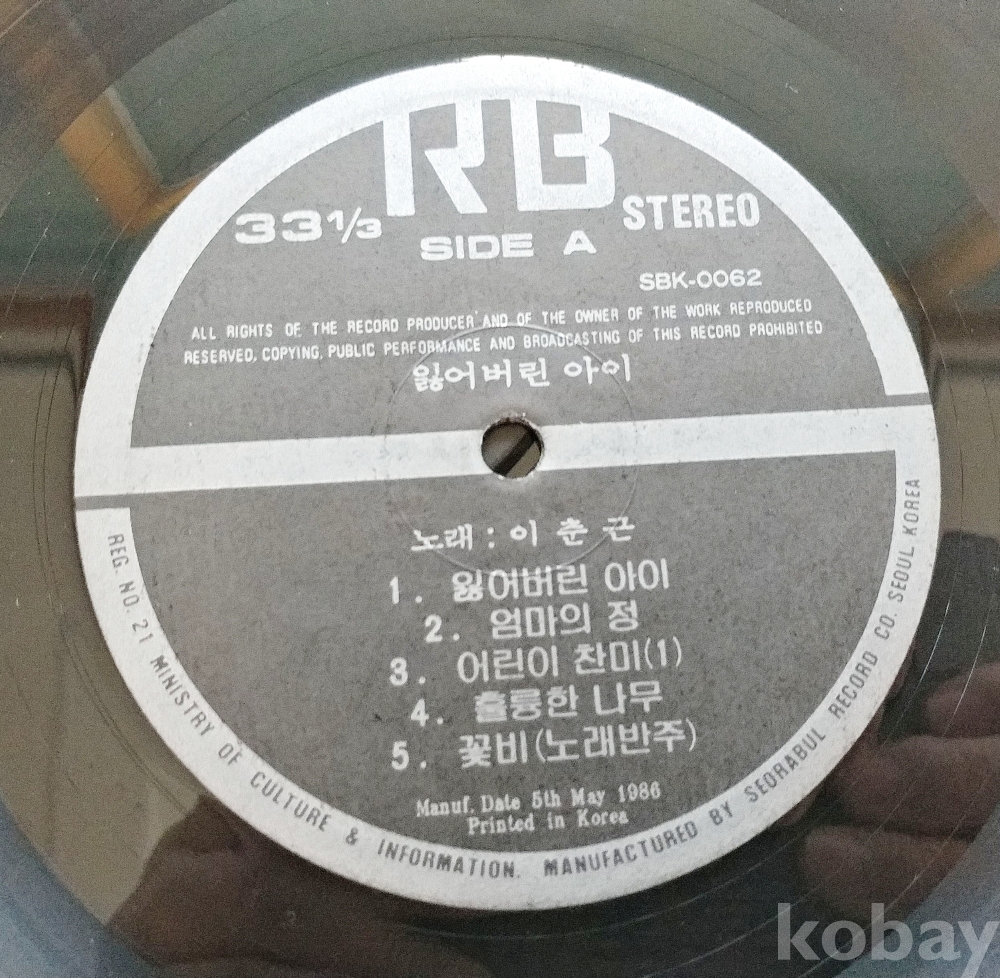 RB
33 1/3
STEREO
SIDE A
SBK-0062
ALL RIGHTS OF THE RECORD PRODUCER AND OF THE OWNER OF THE WORK REPRODUCED
RESERVED, COPYING, PUBLIC PERFORMANCE AND BROADCASTING OF THIS RECORD PROHIBITED
잃어버린 아이
노래 : 이춘근
1. 잃어버린 아이
2. 엄마의 정
3. 어린이 찬미(1)
4. 훌륭한 나무
5. 꽃비(노래반주)
Manuf. Date 5th May 1986
Printed in Korea
REG. NO. 21 MINISTRY OF CULTURE & INFORMATION. MANUFACTURED BY SEORABUL RECORD CO. SEOUL KOREA
kobay